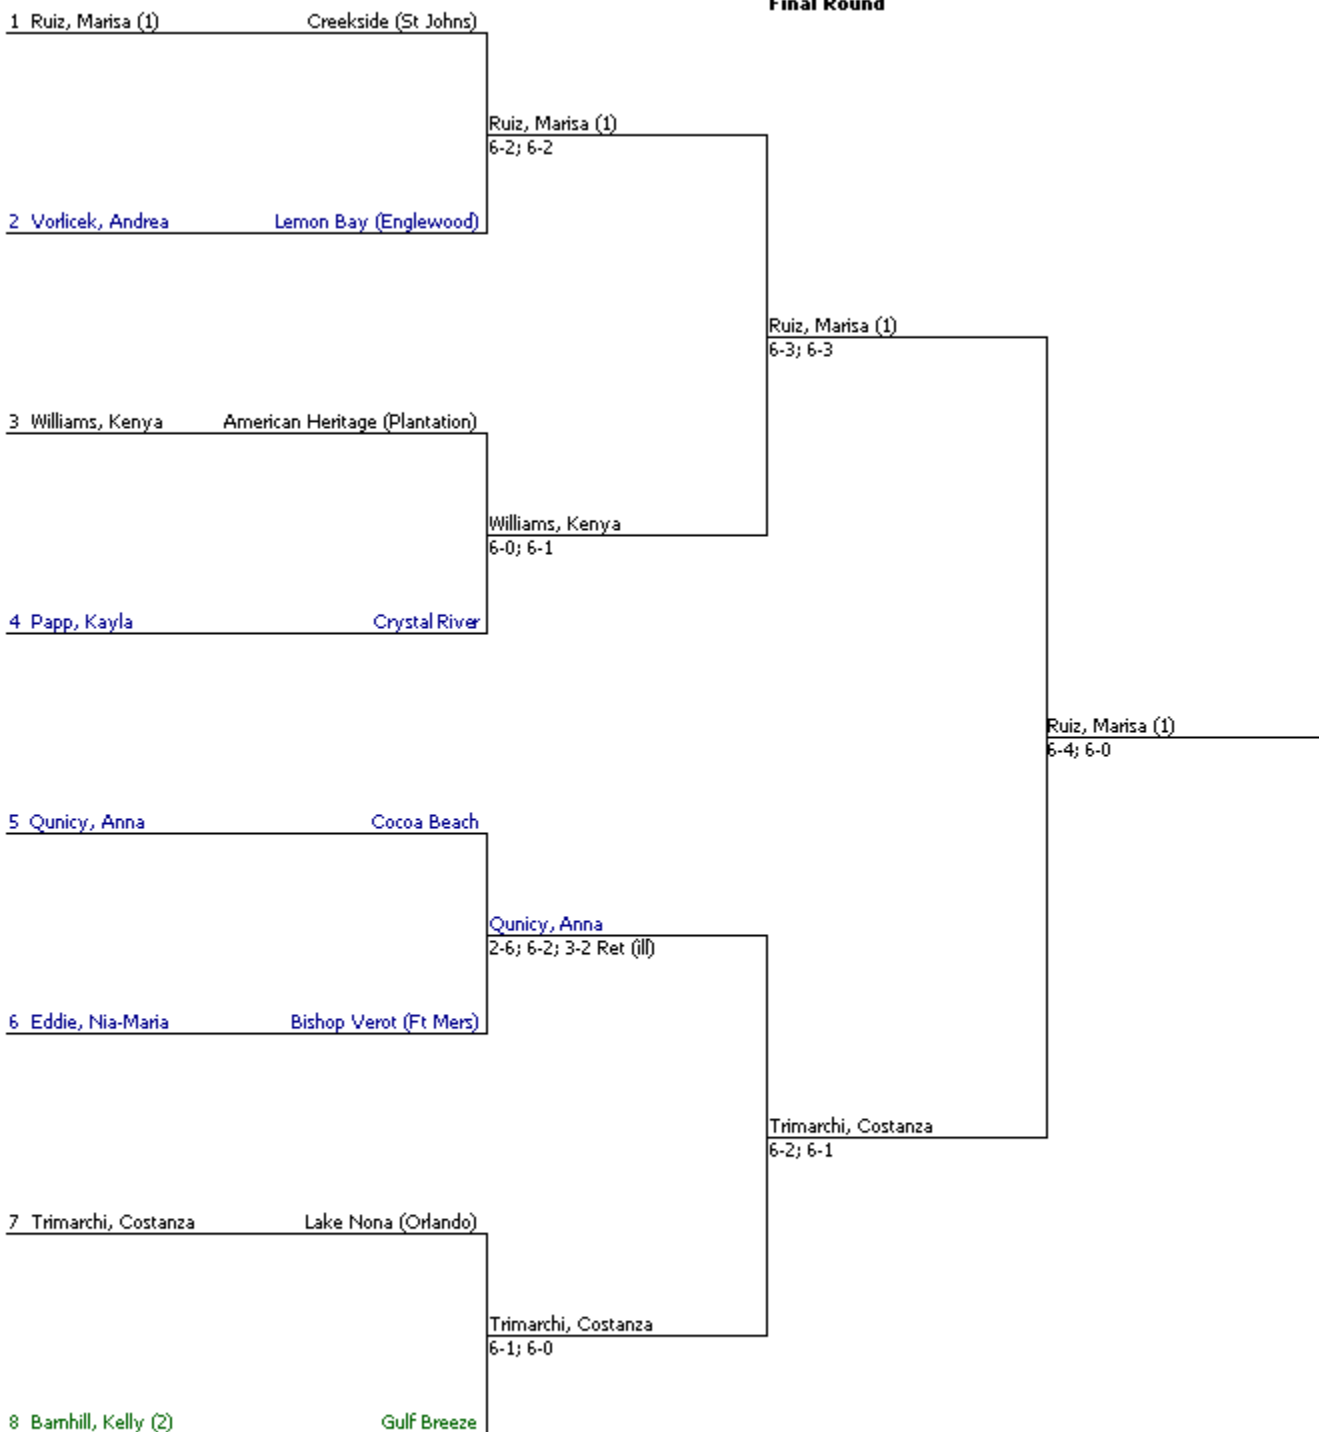 Final Round
1 Ruiz, Marisa (1) Creekside (St Johns)
Ruiz, Marisa (1)
6-2; 6-2
2 Vorlicek, Andrea Lemon Bay (Englewood)
Ruiz, Marisa (1)
6-3; 6-3
3 Williams, Kenya American Heritage (Plantation)
Williams, Kenya
6-0; 6-1
4 Papp, Kayla Crystal River
Ruiz, Marisa (1)
6-4; 6-0
5 Qunicy, Anna Cocoa Beach
Qunicy, Anna
2-6; 6-2; 3-2 Ret (ill)
6 Eddie, Nia-Maria Bishop Verot (Ft Mers)
Trimarchi, Costanza
6-2; 6-1
7 Trimarchi, Costanza Lake Nona (Orlando)
Trimarchi, Costanza
6-1; 6-0
8 Barnhill, Kelly (2) Gulf Breeze